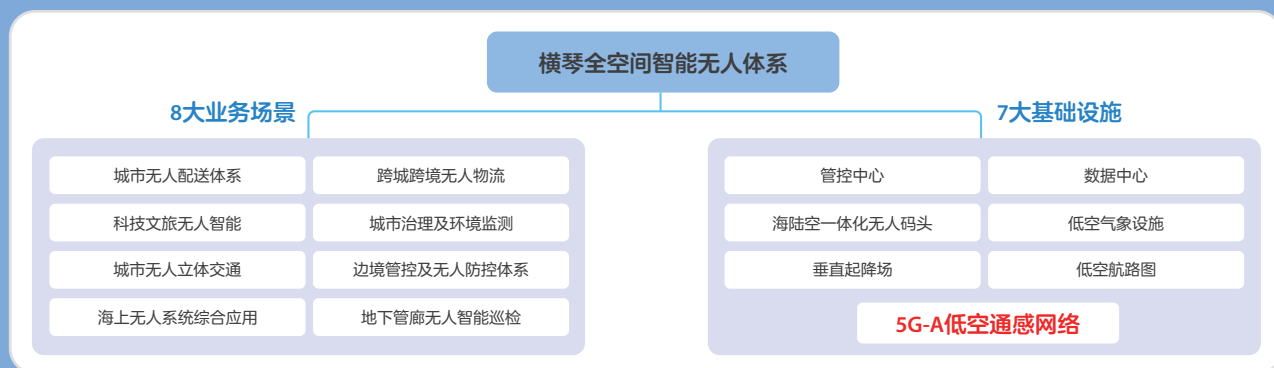 横琴全空间智能无人体系
8大业务场景
7大基础设施
城市无人配送体系
跨城跨境无人物流
科技文旅无人智能
城市治理及环境监测
城市无人立体交通
边境管控及无人防控体系
海上无人系统综合应用
地下管廊无人智能巡检
管控中心
数据中心
海陆空一体化无人码头
低空气象设施
垂直起降场
低空航路图
5G-A低空通感网络